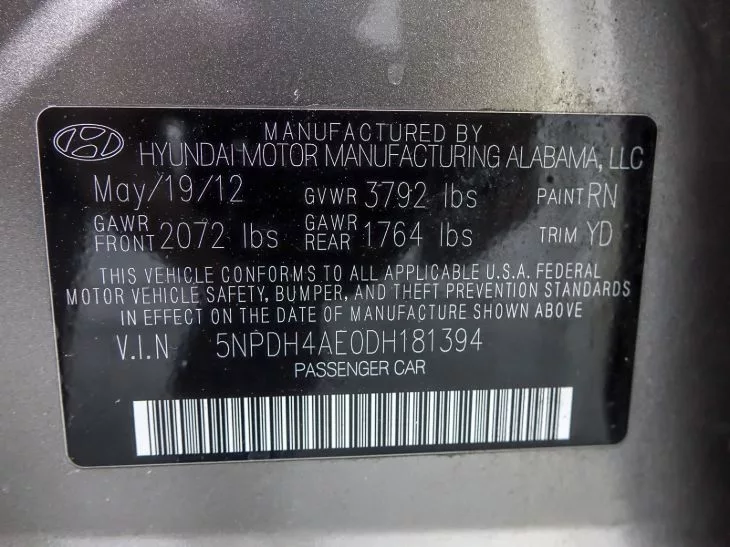 MANUFACTURED BY
HYUNDAI MOTOR MANUFACTURING ALABAMA, LLC
May/19/12 GVWR 3792 lbs PAINT RN
GAWR FRONT 2072 lbs GAWR REAR 1764 lbs TRIM YD
THIS VEHICLE CONFORMS TO ALL APPLICABLE U.S.A. FEDERAL
MOTOR VEHICLE SAFETY, BUMPER, AND THEFT PREVENTION STANDARDS
IN EFFECT ON THE DATE OF MANUFACTURE SHOWN ABOVE
V.I.N 5NPDH4AE0DH181394
PASSENGER CAR